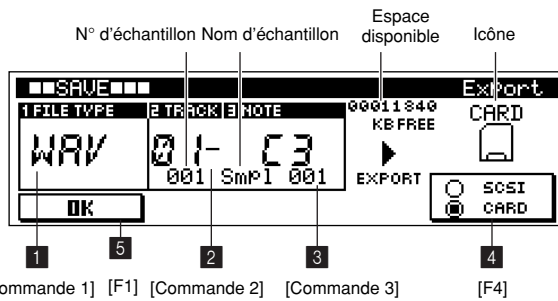 N° d'échantillon Nom d'échantillon
Espace
disponible
Icône
SAVE
Export
1 FILE TYPE
2 TRACK
3 NOTE
00011840
KB FREE
CARD
WAV
01- C3
001 Smpl 001
EXPORT
OK
SCSI
CARD
1
5
2
3
4
ommande 1] [F1] [Commande 2] [Commande 3] [F4]